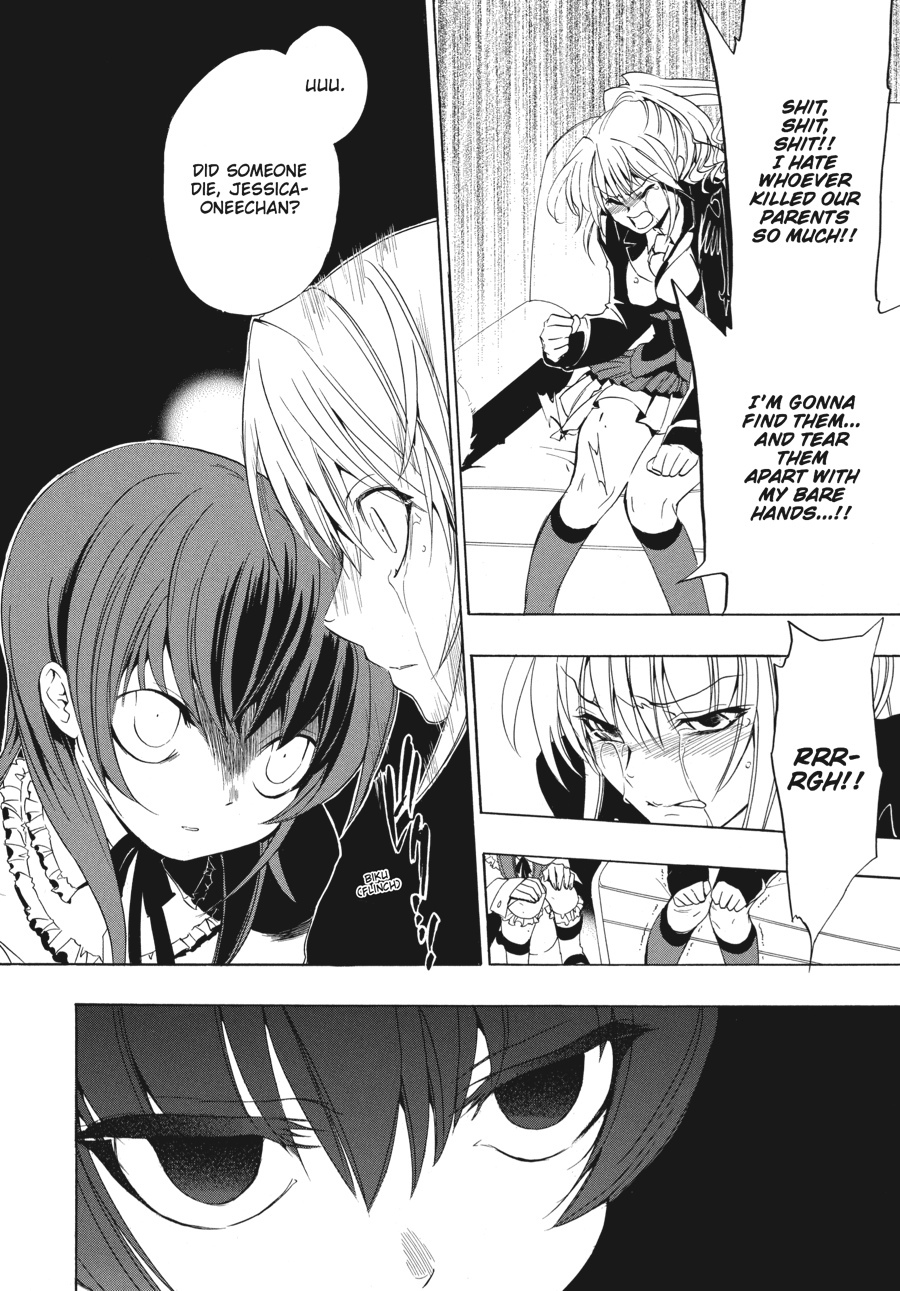 SHIT,
SHIT,
SHIT!!
I HATE
WHOEVER
KILLED OUR
PARENTS
SO MUCH!!
I'M GONNA
FIND THEM...
AND TEAR
THEM
APART WITH
MY BARE
HANDS...!!
RRR-
RGH!!
UUU.
DID SOMEONE
DIE, JESSICA-
ONEECHAN?
BIKU
(FLINCH)